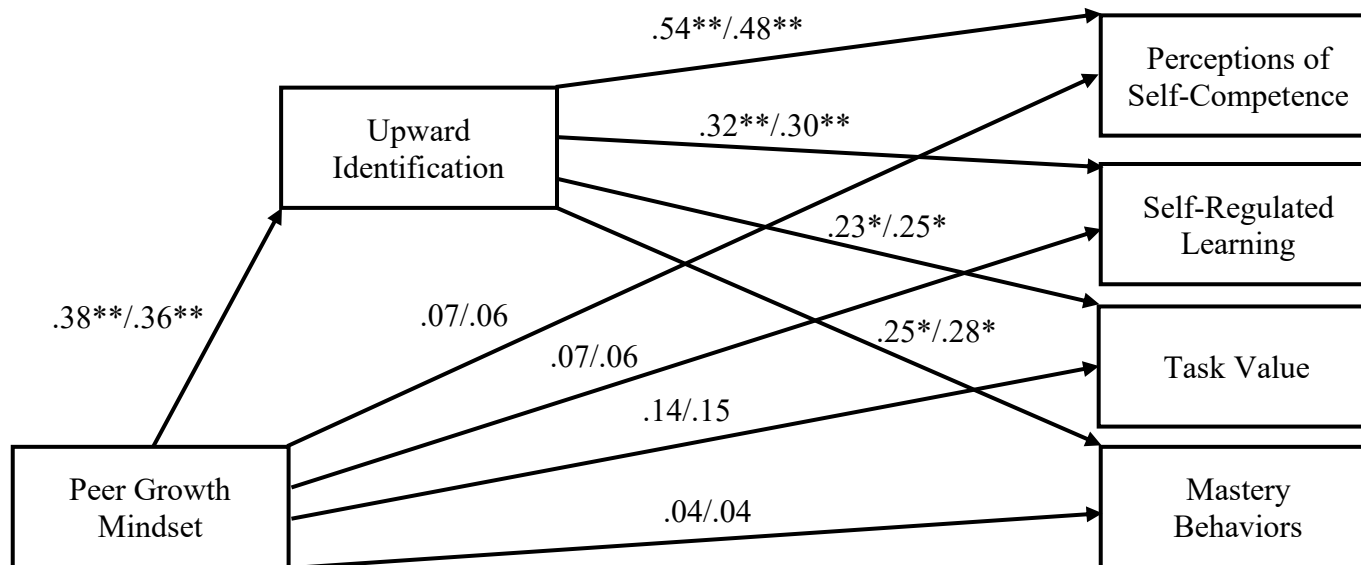 .54**/.48**
Perceptions of
Self-Competence
Upward
Identification
.32**/.30**
Self-Regulated
Learning
.23*/.25*
.38**/.36**
.07/.06
.25*/.28*
.07/.06
Task Value
.14/.15
Peer Growth
Mindset
.04/.04
Mastery
Behaviors